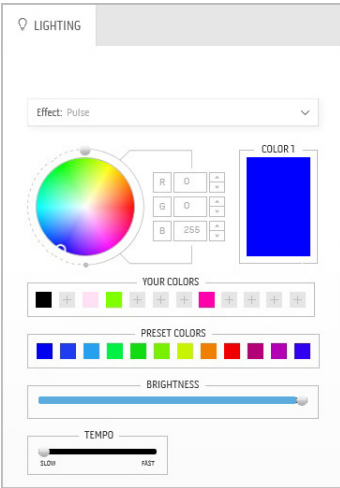 LIGHTING
Effect: Pulse
COLOR 1
R 0
G 0
B 255
YOUR COLORS
+ + + + + + + +
PRESET COLORS
BRIGHTNESS
TEMPO
SLOW FAST